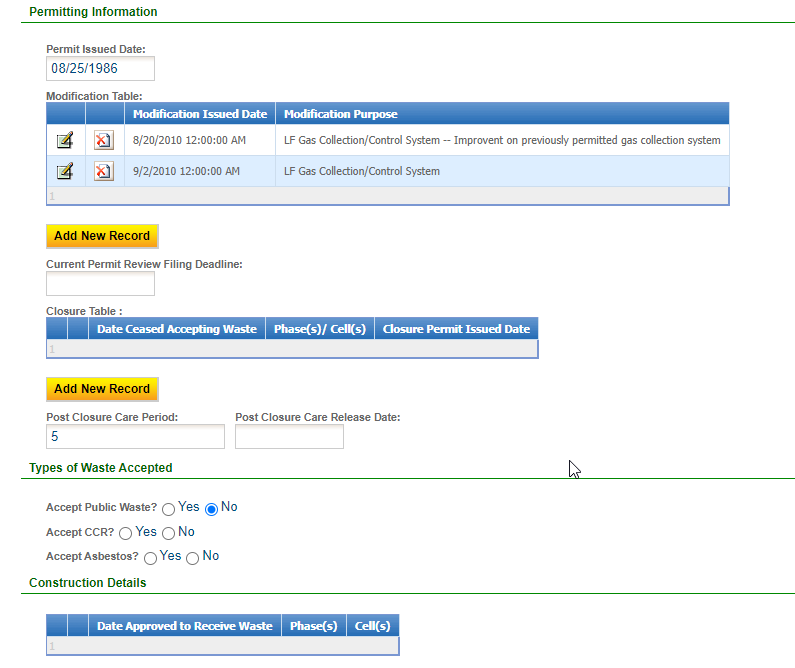 Permitting Information
Permit Issued Date:
08/25/1986
Modification Table:
Modification Issued Date Modification Purpose
8/20/2010 12:00:00 AM LF Gas Collection/Control System -- Improvent on previously permitted gas collection system
9/2/2010 12:00:00 AM LF Gas Collection/Control System
1
Add New Record
Current Permit Review Filing Deadline:
Closure Table :
Date Ceased Accepting Waste Phase(s)/ Cell(s) Closure Permit Issued Date
1
Add New Record
Post Closure Care Period: Post Closure Care Release Date:
5
Types of Waste Accepted
Accept Public Waste? Yes No
Accept CCR? Yes No
Accept Asbestos? Yes No
Construction Details
Date Approved to Receive Waste Phase(s) Cell(s)
1